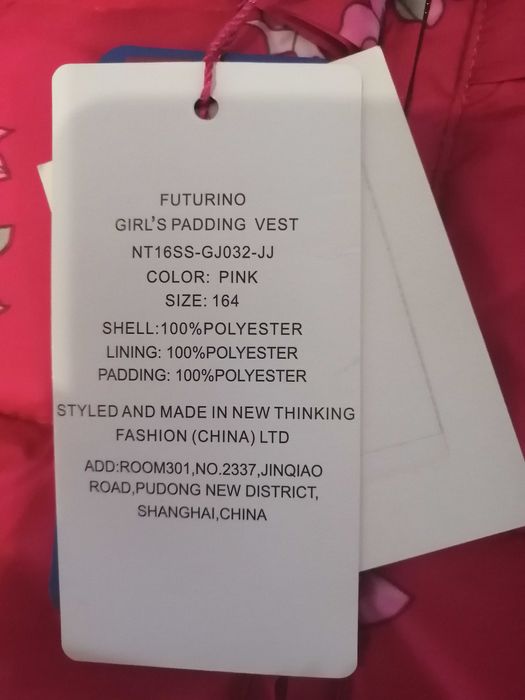 FUTURINO
GIRL'S PADDING VEST
NT16SS-GJ032-JJ
COLOR: PINK
SIZE: 164
SHELL:100%POLYESTER
LINING: 100%POLYESTER
PADDING: 100%POLYESTER
STYLED AND MADE IN NEW THINKING
FASHION (CHINA) LTD
ADD:ROOM301,NO.2337,JINQIAO
ROAD,PUDONG NEW DISTRICT,
SHANGHAI,CHINA